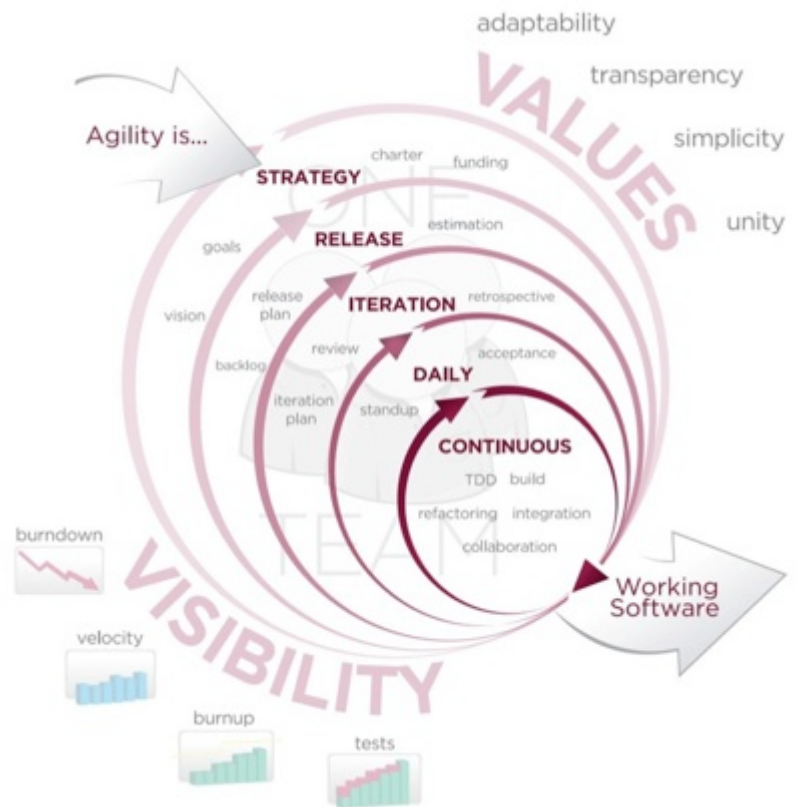 adaptability
VALUES
transparency
Agility is...
simplicity
charter
funding
ONE
STRATEGY
unity
estimation
RELEASE
goals
release
plan
retrospective
ITERATION
vision
review
acceptance
backlog
DAILY
iteration
plan
standup
CONTINUOUS
TDD build
refactoring integration
TEAM
collaboration
burndown
VISIBILITY
Working
Software
velocity
burnup
tests